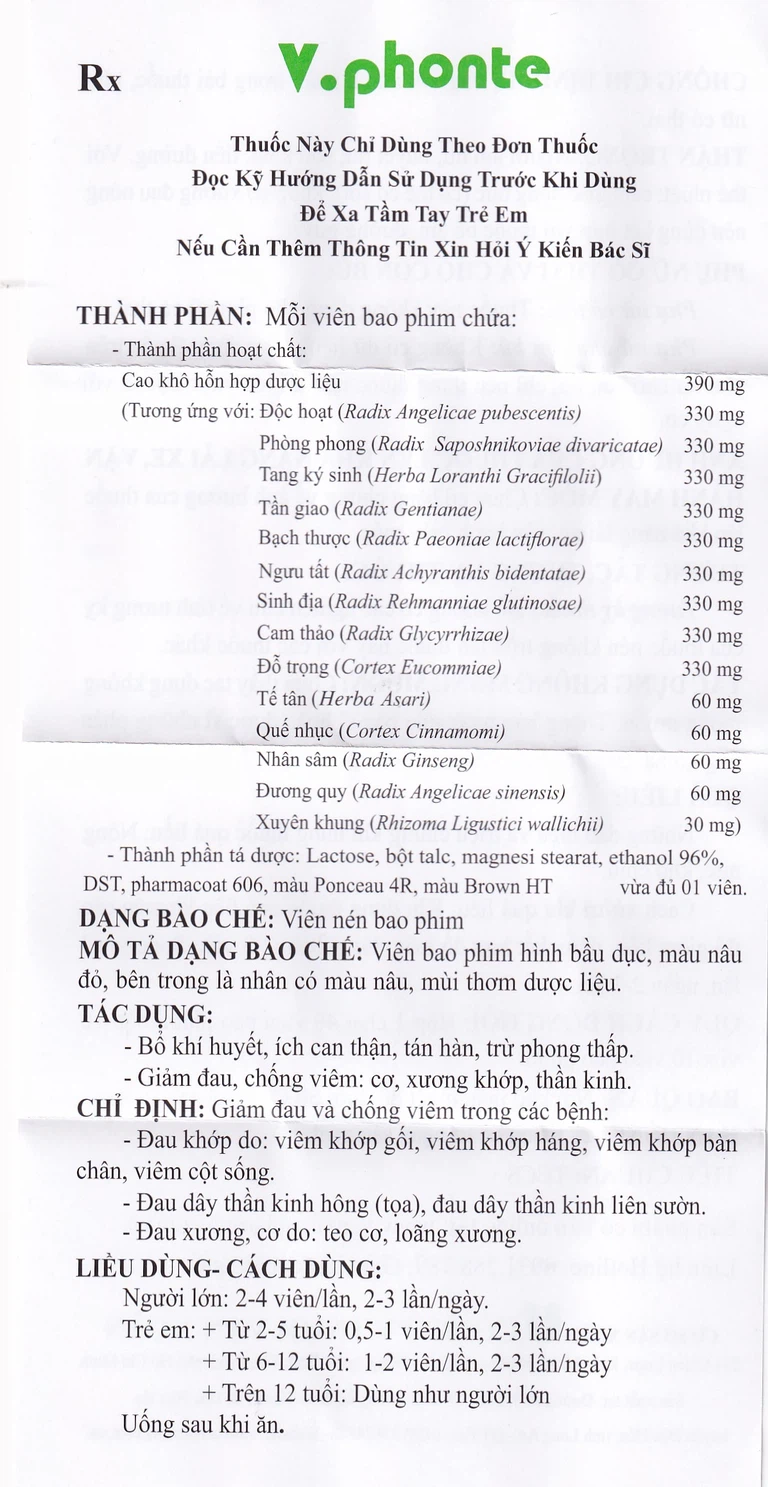 Rx
V.phonte
Thuốc Này Chỉ Dùng Theo Đơn Thuốc
Đọc Kỹ Hướng Dẫn Sử Dụng Trước Khi Dùng
Để Xa Tầm Tay Trẻ Em
Nếu Cần Thêm Thông Tin Xin Hỏi Ý Kiến Bác Sĩ
THÀNH PHẦN: Mỗi viên bao phim chứa:
- Thành phần hoạt chất:
Cao khô hỗn hợp dược liệu 390 mg
(Tương ứng với: Độc hoạt (Radix Angelicae pubescentis) 330 mg
Phòng phong (Radix Saposhnikoviae divaricatae) 330 mg
Tang ký sinh (Herba Loranthi Gracifilolii) 330 mg
Tần giao (Radix Gentianae) 330 mg
Bạch thược (Radix Paeoniae lactiflorae) 330 mg
Ngưu tất (Radix Achyranthis bidentatae) 330 mg
Sinh địa (Radix Rehmanniae glutinosae) 330 mg
Cam thảo (Radix Glycyrrhizae) 330 mg
Đỗ trọng (Cortex Eucommiae) 330 mg
Tế tân (Herba Asari) 60 mg
Quế nhục (Cortex Cinnamomi) 60 mg
Nhân sâm (Radix Ginseng) 60 mg
Đương quy (Radix Angelicae sinensis) 60 mg
Xuyên khung (Rhizoma Ligustici wallichii) 30 mg)
- Thành phần tá dược: Lactose, bột talc, magnesi stearat, ethanol 96%,
DST, pharmacoat 606, màu Ponceau 4R, màu Brown HT vừa đủ 01 viên.
DẠNG BÀO CHẾ: Viên nén bao phim
MÔ TẢ DẠNG BÀO CHẾ: Viên bao phim hình bầu dục, màu nâu
đỏ, bên trong là nhân có màu nâu, mùi thơm dược liệu.
TÁC DỤNG:
- Bổ khí huyết, ích can thận, tán hàn, trừ phong thấp.
- Giảm đau, chống viêm: cơ, xương khớp, thần kinh.
CHỈ ĐỊNH: Giảm đau và chống viêm trong các bệnh:
- Đau khớp do: viêm khớp gối, viêm khớp háng, viêm khớp bàn
chân, viêm cột sống.
- Đau dây thần kinh hông (tọa), đau dây thần kinh liên sườn.
- Đau xương, cơ do: teo cơ, loãng xương.
LIỀU DÙNG- CÁCH DÙNG:
Người lớn: 2-4 viên/lần, 2-3 lần/ngày.
Trẻ em: + Từ 2-5 tuổi: 0,5-1 viên/lần, 2-3 lần/ngày
+ Từ 6-12 tuổi: 1-2 viên/lần, 2-3 lần/ngày
+ Trên 12 tuổi: Dùng như người lớn
Uống sau khi ăn.